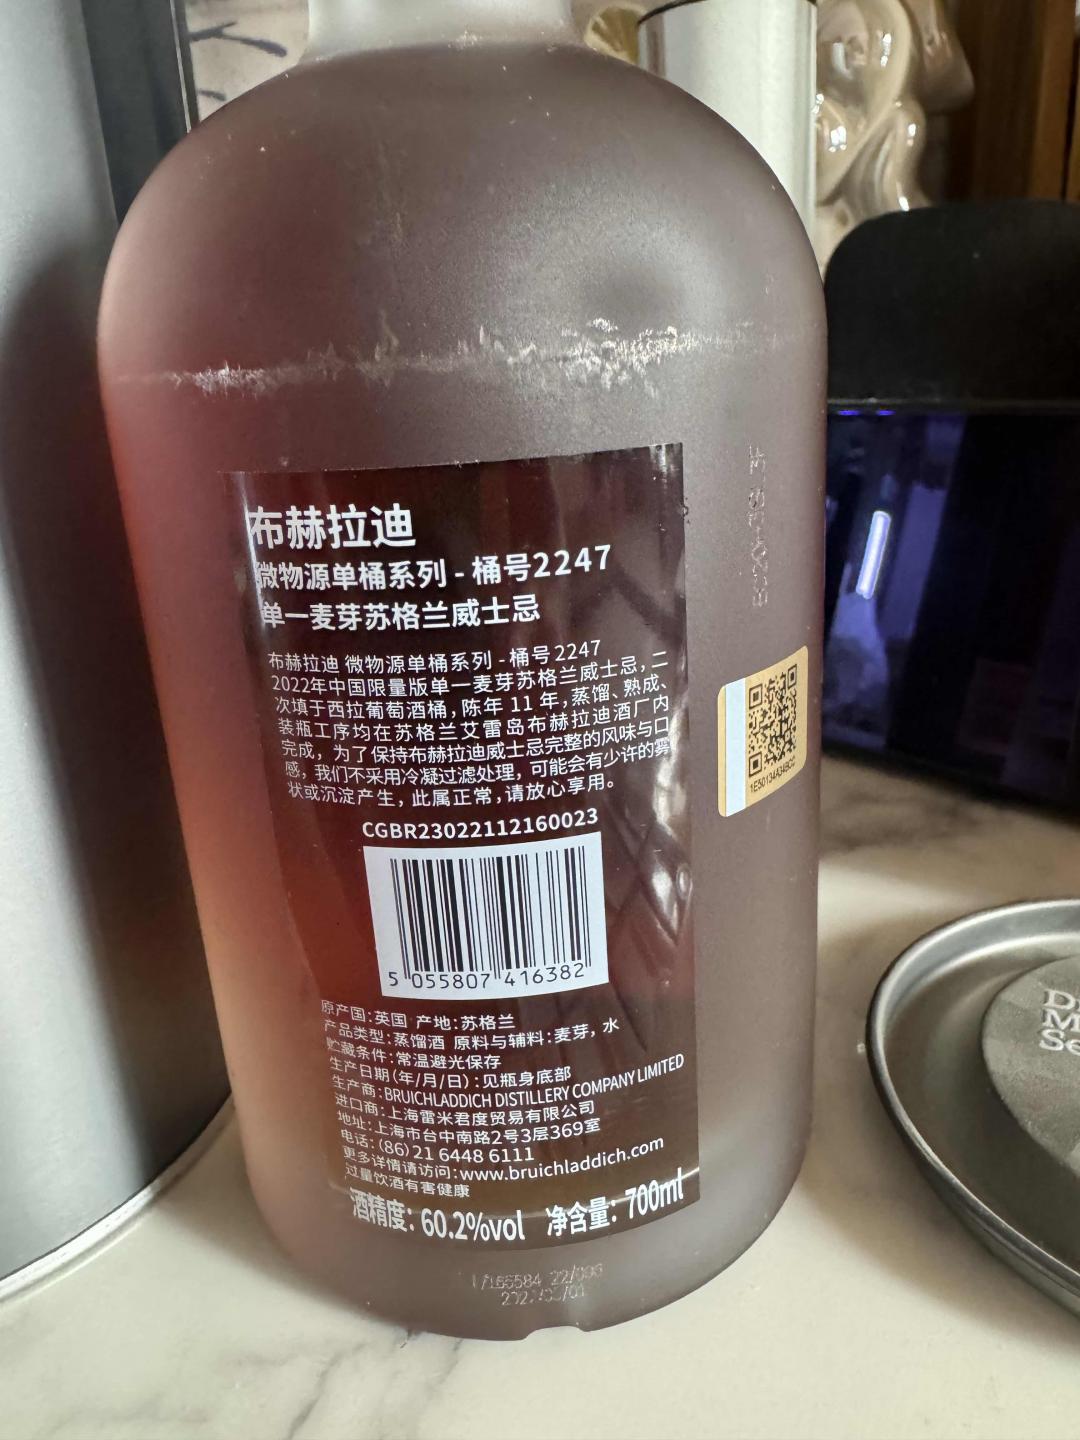 布赫拉迪
微物源单桶系列 - 桶号2247
单一麦芽苏格兰威士忌
布赫拉迪 微物源单桶系列 - 桶号 2247
2022年中国限量版单一麦芽苏格兰威士忌,二
次填于西拉葡萄酒桶,陈年 11 年,蒸馏、熟成、
装瓶工序均在苏格兰艾雷岛布赫拉迪酒厂内
完成，为了保持布赫拉迪威士忌完整的风味与口
感，我们不采用冷凝过滤处理，可能会有少许的雾
状或沉淀产生，此属正常,请放心享用。
CGBR23022112160023
5 055807 416382
原产国:英国 产地:苏格兰
产品类型:蒸馏酒 原料与辅料:麦芽，水
贮藏条件:常温避光保存
生产日期(年/月/日):见瓶身底部
生产商:BRUICHLADDICH DISTILLERY COMPANY LIMITED
进口商:上海雷米君度贸易有限公司
地址:上海市台中南路2号3层369室
电话:(86)21 6448 6111
更多详情请访问:www.bruichladdich.com
过量饮酒有害健康
酒精度: 60.2%vol 净含量: 700ml